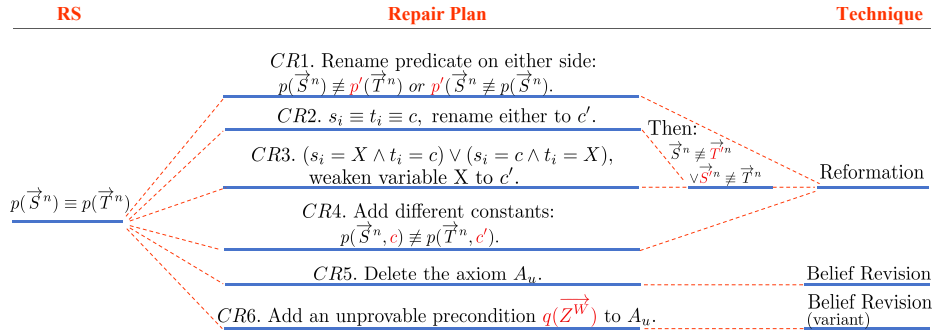 RS Repair Plan Technique
CR1. Rename predicate on either side:
p(S⃗ⁿ) ≢ p′(T⃗ⁿ) or p′(S⃗ⁿ ≢ p(S⃗ⁿ).
CR2. sᵢ ≡ tᵢ ≡ c, rename either to c′.
Then:
S⃗ⁿ ≢ T⃗′ⁿ
∨S⃗′ⁿ ≢ T⃗ⁿ
CR3. (sᵢ = X ∧ tᵢ = c) ∨ (sᵢ = c ∧ tᵢ = X),
weaken variable X to c′.
Reformation
p(S⃗ⁿ) ≡ p(T⃗ⁿ)
CR4. Add different constants:
p(S⃗ⁿ, c) ≢ p(T⃗ⁿ, c′).
CR5. Delete the axiom Aᵤ.
Belief Revision
CR6. Add an unprovable precondition q(Z⃗ᵂ) to Aᵤ.
Belief Revision
(variant)